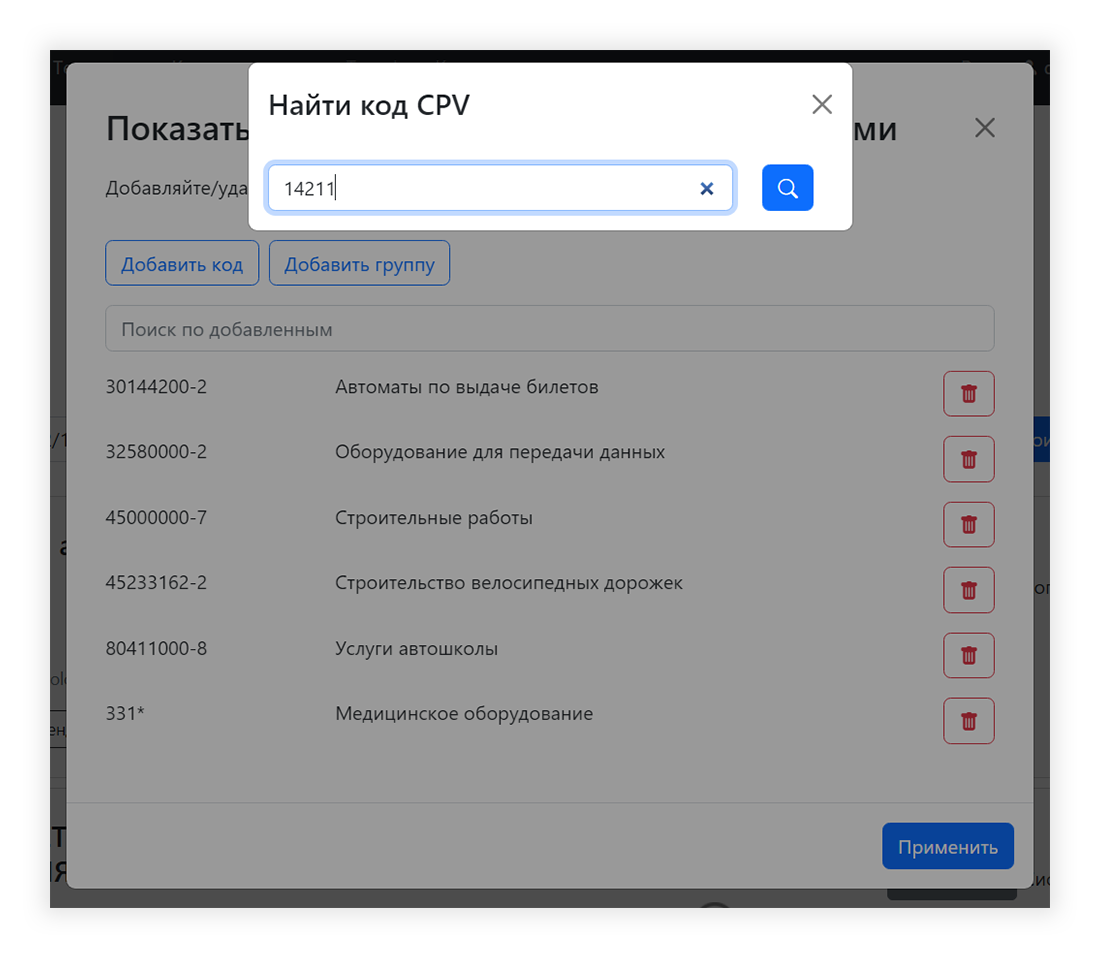 Найти код CPV
Показать
ми
14211
Добавляйте/уда
Добавить код
Добавить группу
Поиск по добавленным
30144200-2 Автоматы по выдаче билетов
32580000-2 Оборудование для передачи данных
45000000-7 Строительные работы
45233162-2 Строительство велосипедных дорожек
80411000-8 Услуги автошколы
331* Медицинское оборудование
Применить